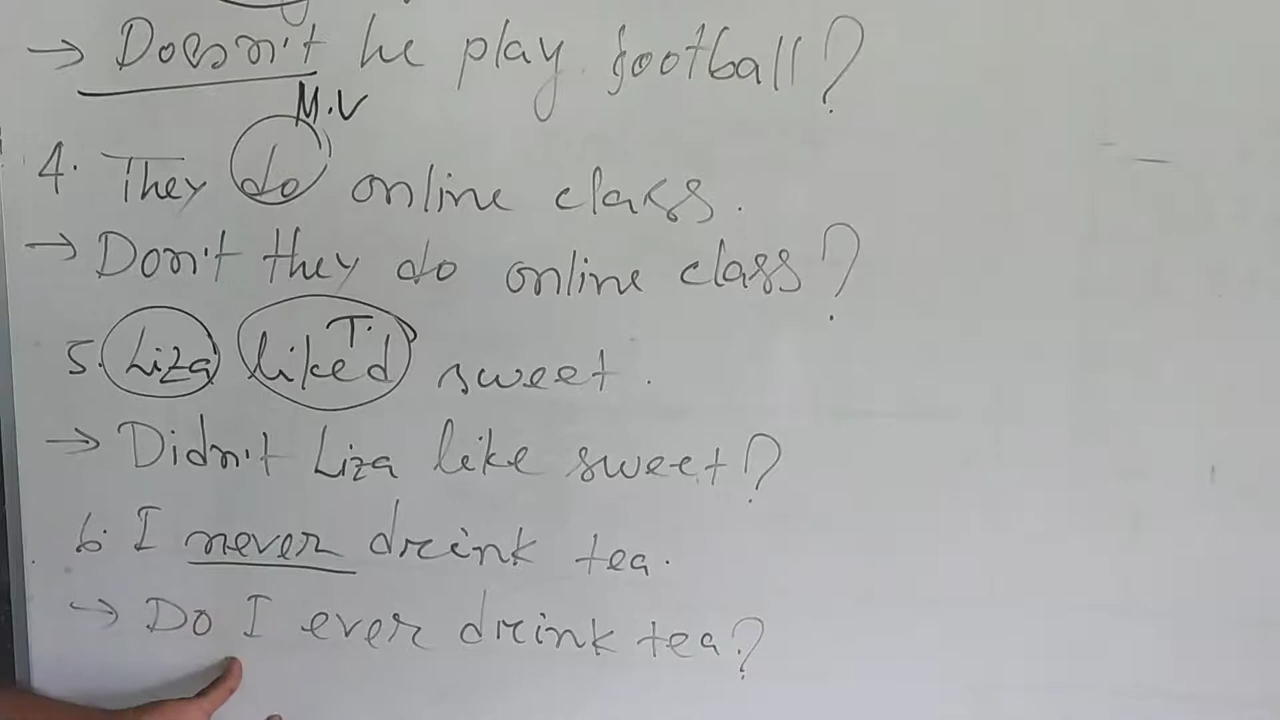 → Doesn't he play football?
M.V
4. They do online class.
→ Don't they do online class?
5. Liza liked sweet.
T.
→ Didn't Liza like sweet?
6. I never drink tea.
→ Do I ever drink tea?